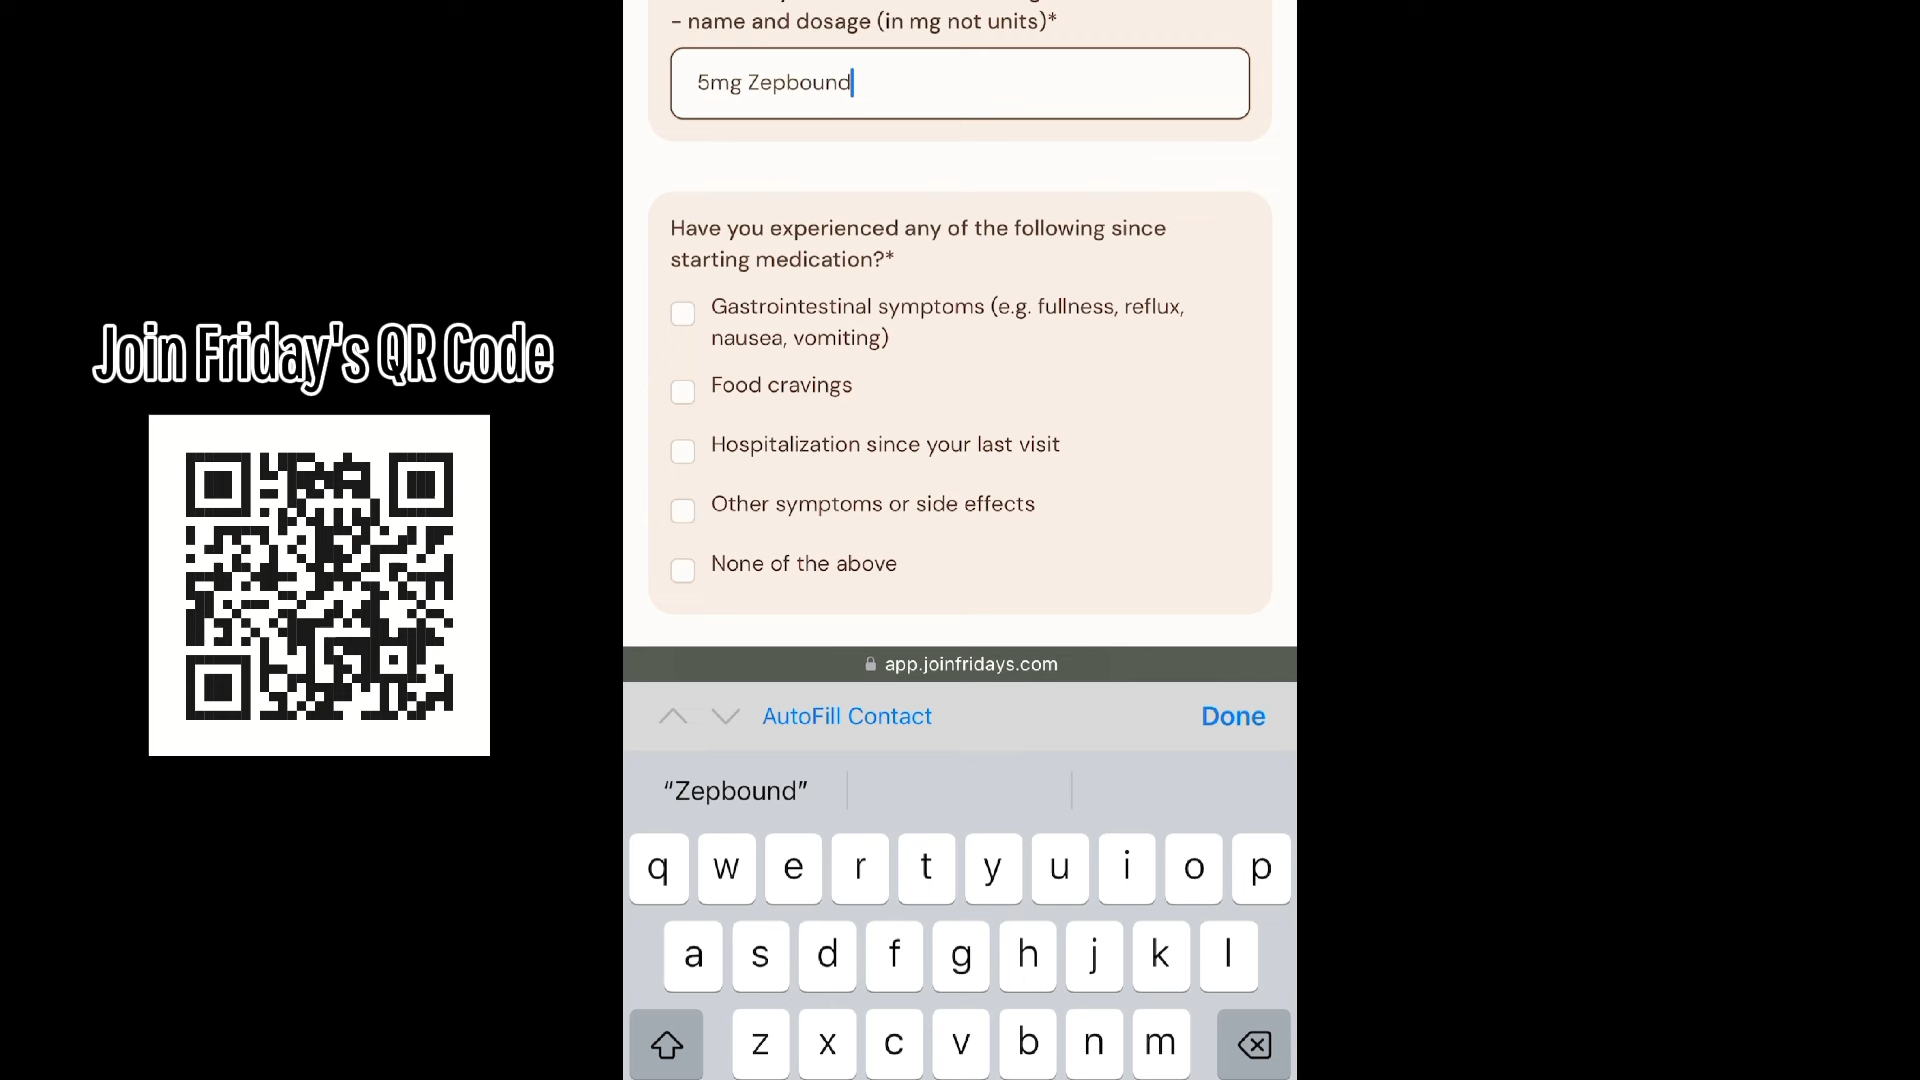 - name and dosage (in mg not units)*
5mg Zepbound
Have you experienced any of the following since
starting medication?*
Gastrointestinal symptoms (e.g. fullness, reflux,
nausea, vomiting)
Food cravings
Hospitalization since your last visit
Other symptoms or side effects
None of the above
Join Friday's QR Code
app.joinfridays.com
AutoFill Contact
Done
“Zepbound”
q w e r t y u i o p
a s d f g h j k l
z x c v b n m